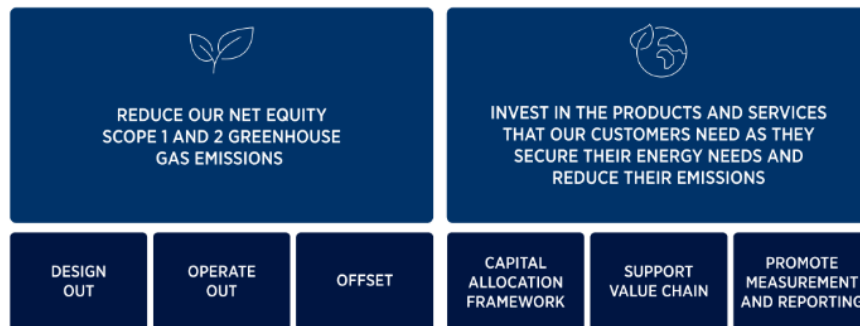 REDUCE OUR NET EQUITY
SCOPE 1 AND 2 GREENHOUSE
GAS EMISSIONS
INVEST IN THE PRODUCTS AND SERVICES
THAT OUR CUSTOMERS NEED AS THEY
SECURE THEIR ENERGY NEEDS AND
REDUCE THEIR EMISSIONS
DESIGN
OUT
OPERATE
OUT
OFFSET
CAPITAL
ALLOCATION
FRAMEWORK
SUPPORT
VALUE CHAIN
PROMOTE
MEASUREMENT
AND REPORTING